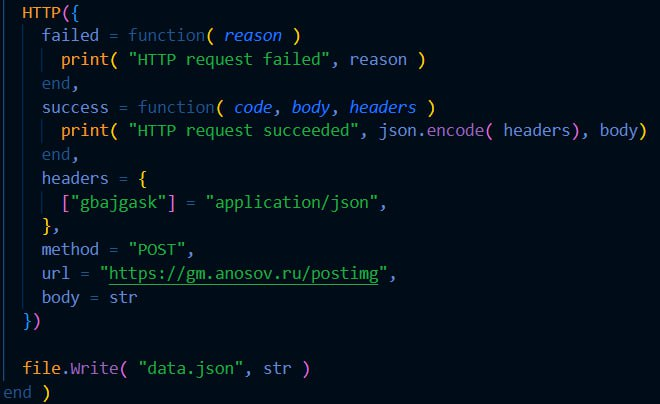 HTTP({
failed = function( reason )
print( "HTTP request failed", reason )
end,
success = function( code, body, headers )
print( "HTTP request succeeded", json.encode( headers), body)
end,
headers = {
["gbajgask"] = "application/json",
},
method = "POST",
url = "https://gm.anosov.ru/postimg",
body = str
})
file.Write( "data.json", str )
end )